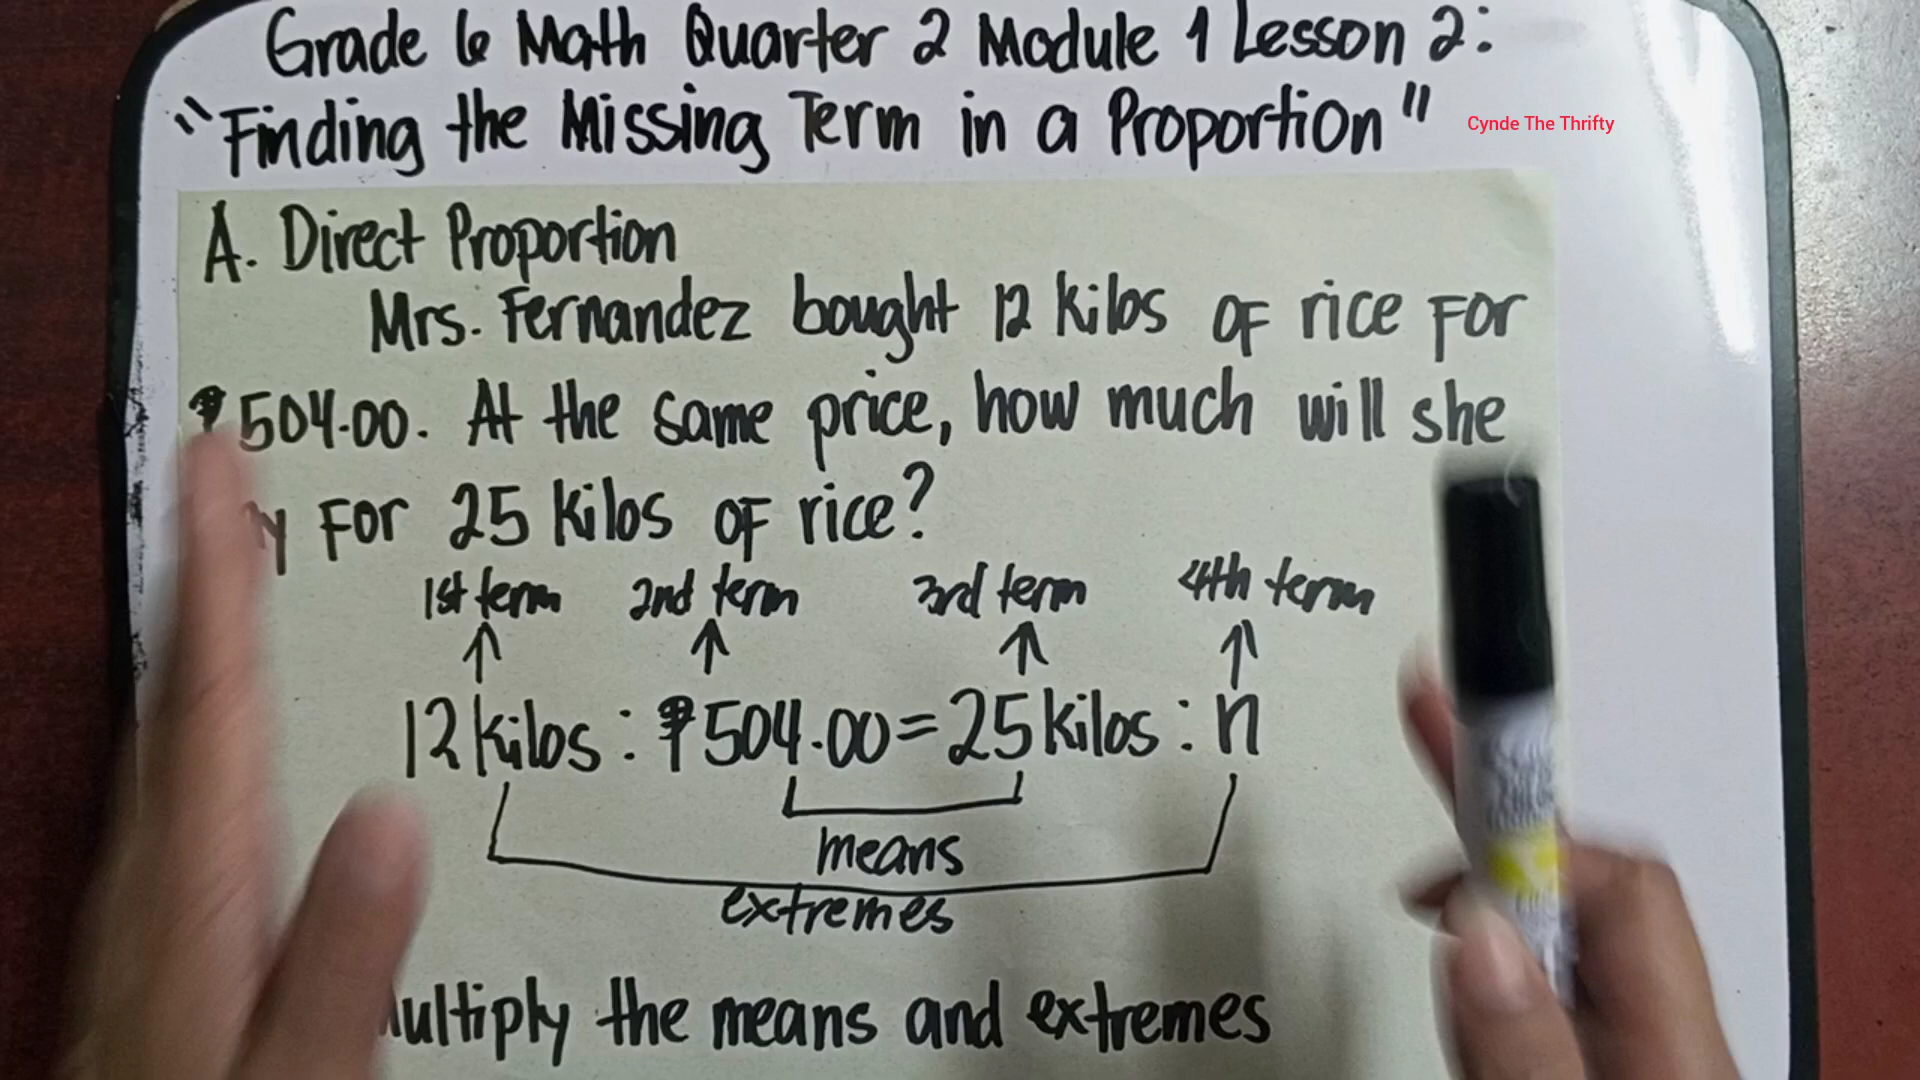 Grade 6 Math Quarter 2 Module 1 Lesson 2:
"Finding the Missing Term in a Proportion"
Cynde The Thrifty
A. Direct Proportion
Mrs. Fernandez bought 12 kilos of rice for
₱504.00. At the same price, how much will she
for 25 kilos of rice?
1st term 2nd term 3rd term 4th term
12 kilos : ₱504.00 = 25 kilos : n
means
extremes
the means and extremes